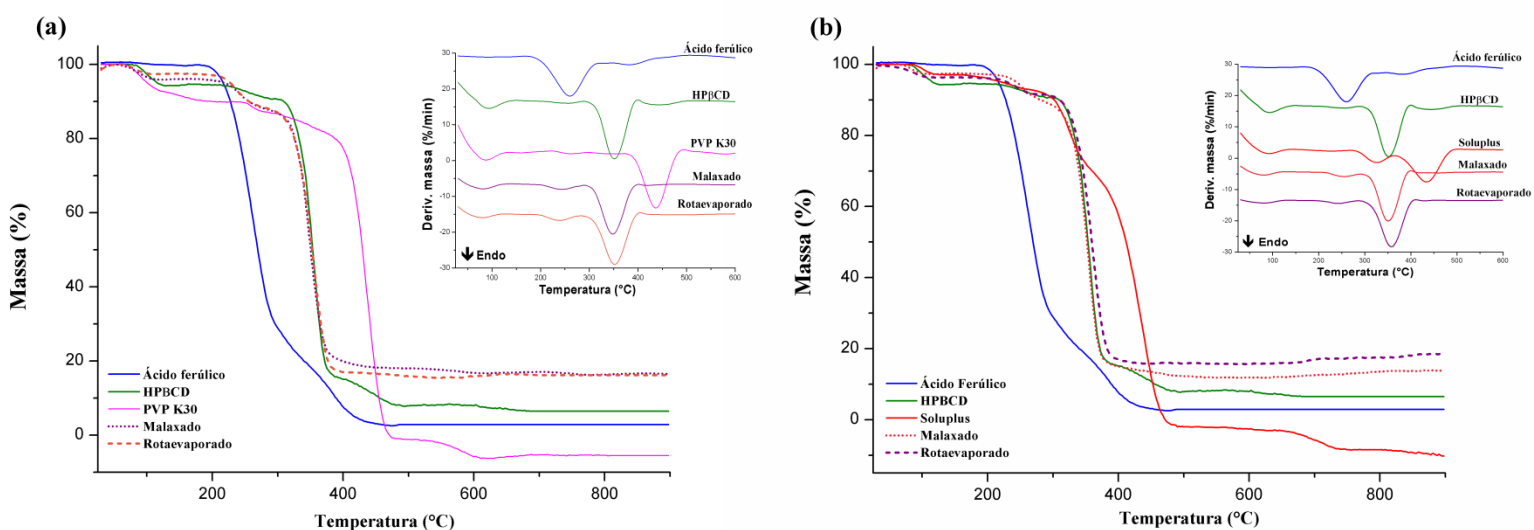 (a)
Massa (%)
100
80
60
40
20
0
200
400
600
800
Temperatura (°C)
Ácido ferúlico
HPBCD
PVP K30
Malaxado
Rotaevaporado
Deriv. massa (%/min)
30
20
10
0
-10
-20
-30
100
200
300
400
500
600
Temperatura (°C)
Ácido ferúlico
HPβCD
PVP K30
Malaxado
Rotaevaporado
Endo
(b)
Massa (%)
100
80
60
40
20
0
200
400
600
800
Temperatura (°C)
Ácido Ferúlico
HPBCD
Soluplus
Malaxado
Rotaevaporado
Deriv. massa (%/min)
30
20
10
0
-10
-20
-30
100
200
300
400
500
600
Temperatura (°C)
Ácido ferúlico
HPβCD
Soluplus
Malaxado
Rotaevaporado
Endo